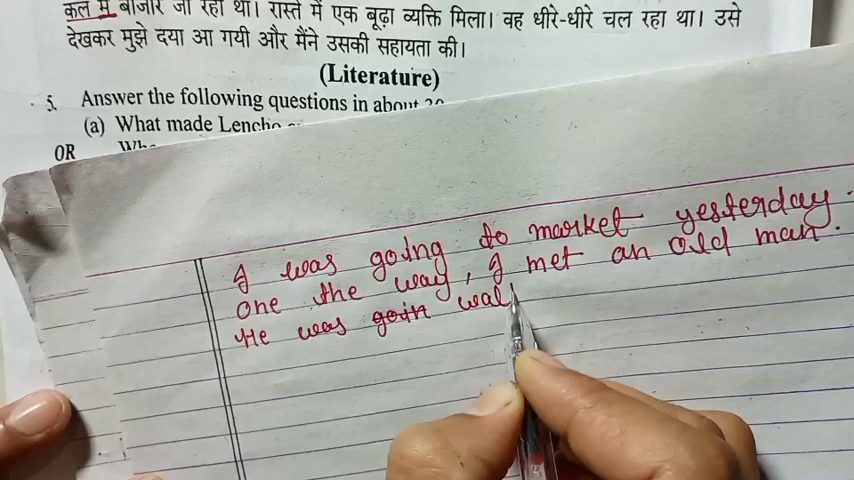 कल मैं बाजार जा रहा था। रास्ते में एक बूढ़ा व्यक्ति मिला। वह धीरे-धीरे चल रहा था। उसे
देखकर मुझे दया आ गयी और मैंने उसकी सहायता की।
(Literature)
5. Answer the following questions in about 30
(a) What made Lencho
OR
I was going to market yesterday.
One the way, I met an old man.
He was goin wal